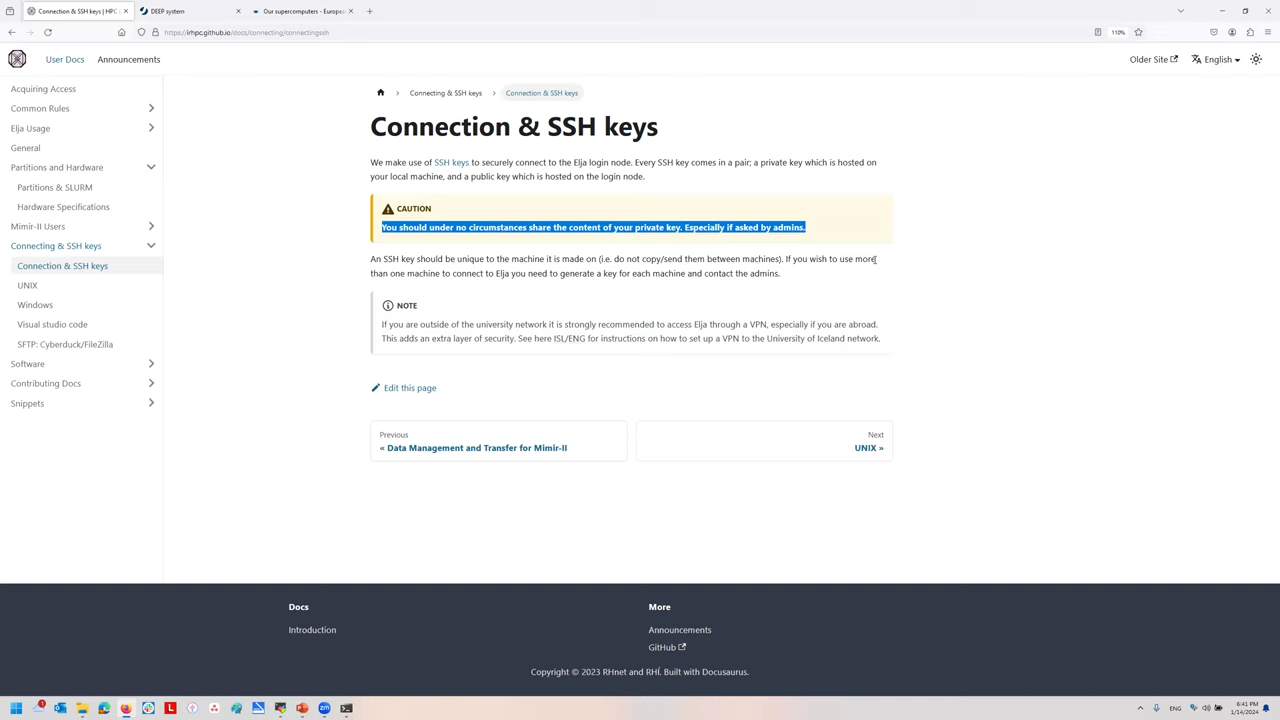 Connection & SSH keys | HPC
DEEP system
Our supercomputers - Europe
https://irhpc.github.io/docs/connecting/connectingssh
110%
User Docs
Announcements
Older Site
English
Acquiring Access
Common Rules
Elja Usage
General
Partitions and Hardware
Partitions & SLURM
Hardware Specifications
Mimir-II Users
Connecting & SSH keys
Connection & SSH keys
UNIX
Windows
Visual studio code
SFTP: Cyberduck/FileZilla
Software
Contributing Docs
Snippets
Connecting & SSH keys
Connection & SSH keys
Connection & SSH keys
We make use of SSH keys to securely connect to the Elja login node. Every SSH key comes in a pair; a private key which is hosted on
your local machine, and a public key which is hosted on the login node.
CAUTION
You should under no circumstances share the content of your private key. Especially if asked by admins.
An SSH key should be unique to the machine it is made on (i.e. do not copy/send them between machines). If you wish to use more
than one machine to connect to Elja you need to generate a key for each machine and contact the admins.
NOTE
If you are outside of the university network it is strongly recommended to access Elja through a VPN, especially if you are abroad.
This adds an extra layer of security. See here ISL/ENG for instructions on how to set up a VPN to the University of Iceland network.
Edit this page
Previous
« Data Management and Transfer for Mimir-II
Next
UNIX »
Docs
Introduction
More
Announcements
GitHub
Copyright © 2023 RHnet and RHÍ. Built with Docusaurus.
ENG
6:41 PM
1/14/2024